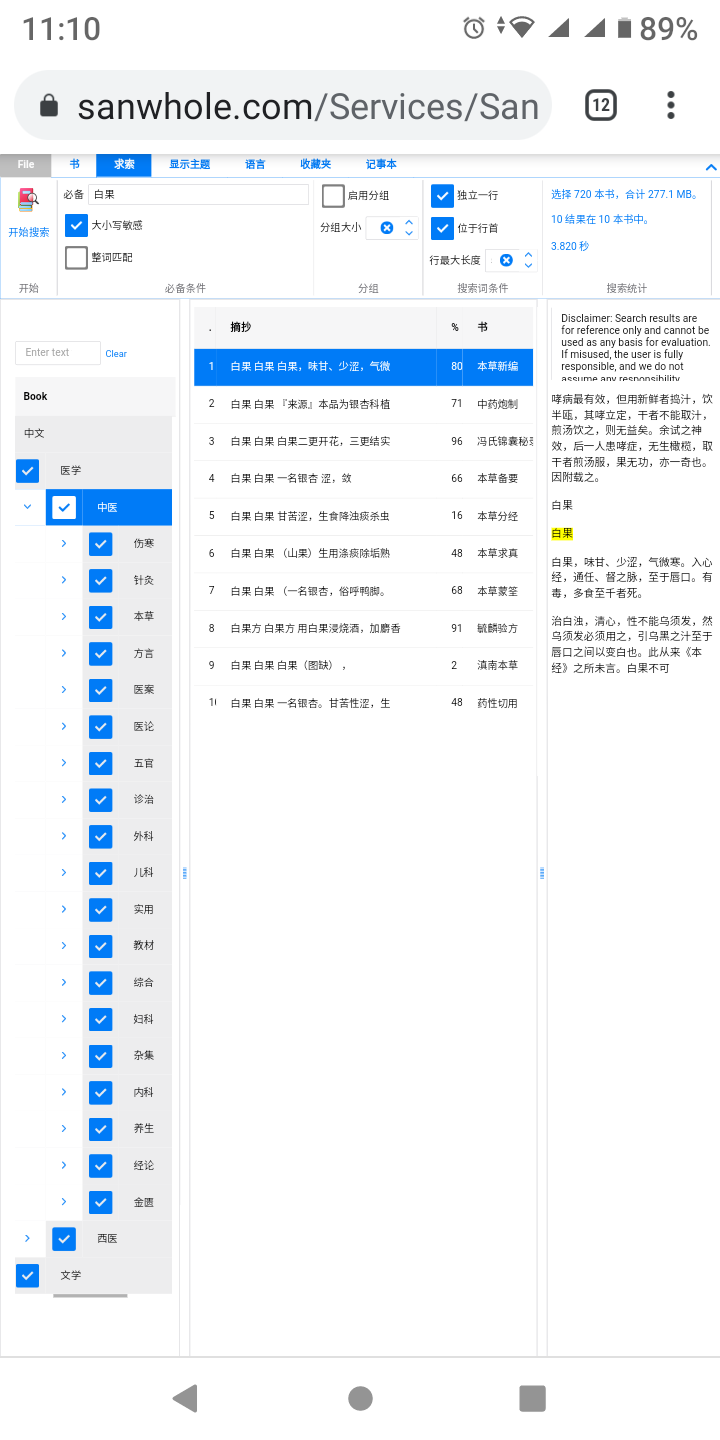 11:10
89%
sanwhole.com/Services/San
12
File
书
求索
显示主题
语言
收藏夹
记事本
开始搜索
开始
必备
白果
大小写敏感
整词匹配
必备条件
启用分组
分组大小
分组
独立一行
位于行首
行最大长度
搜索词条件
选择 720 本书，合计 277.1 MB。
10 结果在 10 本书中。
3.820 秒
搜索统计
Enter text
Clear
Book
中文
医学
中医
伤寒
针灸
本草
方言
医案
医论
五官
诊治
外科
儿科
实用
教材
综合
妇科
杂集
内科
养生
经论
金匮
西医
文学
. 摘抄 % 书
1 白果 白果 白果，味甘、少涩，气微 80 本草新编
2 白果 白果 『来源』本品为银杏科植 71 中药炮制
3 白果 白果 白果二更开花，三更结实 96 冯氏锦囊秘
4 白果 白果 一名银杏 涩，敛 66 本草备要
5 白果 白果 甘苦涩，生食降浊痰杀虫 16 本草分经
6 白果 白果 （山果）生用涤痰除垢熟 48 本草求真
7 白果 白果 （一名银杏，俗呼鸭脚。 68 本草蒙筌
8 白果方 白果方 用白果浸烧酒，加麝香 91 毓麟验方
9 白果 白果 白果（图缺） ， 2 滇南本草
10 白果 白果 一名银杏。甘苦性涩，生 48 药性切用
Disclaimer: Search results are
for reference only and cannot be
used as any basis for evaluation.
If misused, the user is fully
responsible, and we do not
assume any responsibility
哮病最有效，但用新鲜者捣汁，饮
半瓯，其哮立定，干者不能取汁，
煎汤饮之，则无益矣。余试之神
效，后一人患哮症，无生橄榄，取
干者煎汤服，果无功，亦一奇也。
因附载之。
白果
白果
白果，味甘、少涩，气微寒。入心
经，通任、督之脉，至于唇口。有
毒，多食至千者死。
治白浊，清心，性不能乌须发，然
乌须发必须用之，引乌黑之汁至于
唇口之间以变白也。此从来《本
经》之所未言。白果不可